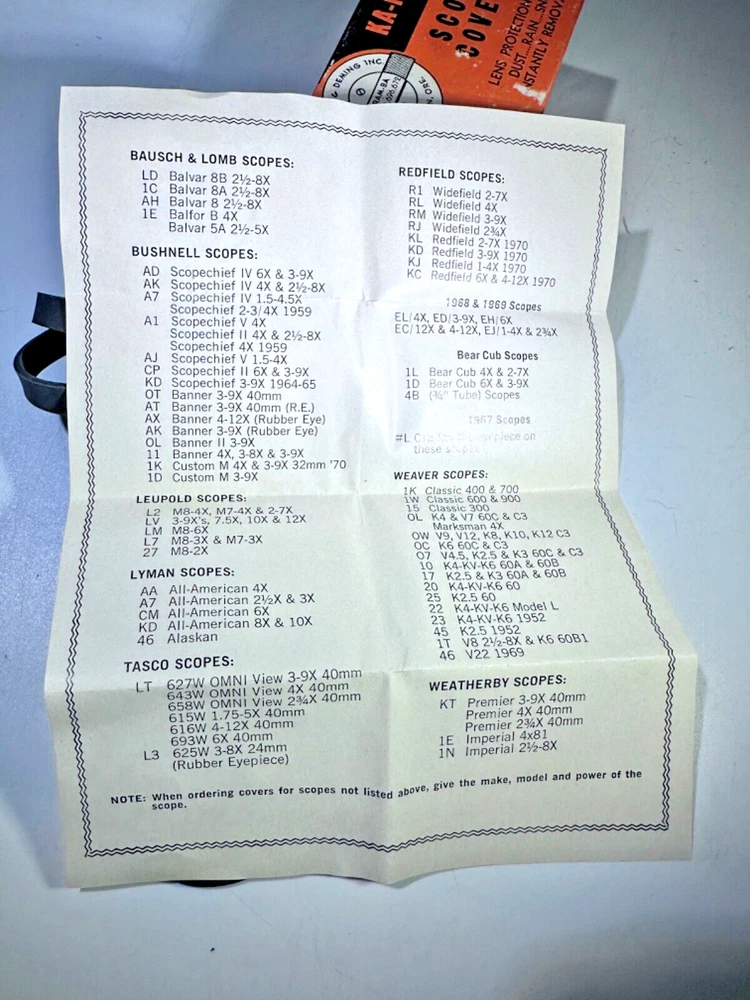 KA-
SCO
COVE
LENS PROTECTION
DUST...RAIN...SN
STANTLY REMOVA
DEMING INC.
ORE.
BAUSCH & LOMB SCOPES:
LD Balvar 8B 2½-8X
1C Balvar 8A 2½-8X
AH Balvar 8 2½-8X
1E Balfor B 4X
Balvar 5A 2½-5X
BUSHNELL SCOPES:
AD Scopechief IV 6X & 3-9X
AK Scopechief IV 4X & 2½-8X
A7 Scopechief IV 1.5-4.5X
Scopechief 2-3/4X 1959
A1 Scopechief V 4X
Scopechief II 4X & 2½-8X
Scopechief 4X 1959
AJ Scopechief V 1.5-4X
CP Scopechief II 6X & 3-9X
KD Scopechief 3-9X 1964-65
OT Banner 3-9X 40mm
AT Banner 3-9X 40mm (R.E.)
AX Banner 4-12X (Rubber Eye)
AK Banner 3-9X (Rubber Eye)
OL Banner II 3-9X
11 Banner 4X, 3-8X & 3-9X
1K Custom M 4X & 3-9X 32mm '70
1D Custom M 3-9X
LEUPOLD SCOPES:
L2 M8-4X, M7-4X & 2-7X
LV 3-9X's, 7.5X, 10X & 12X
LM M8-6X
L7 M8-3X & M7-3X
27 M8-2X
LYMAN SCOPES:
AA All-American 4X
A7 All-American 2½X & 3X
CM All-American 6X
KD All-American 8X & 10X
46 Alaskan
TASCO SCOPES:
LT 627W OMNI View 3-9X 40mm
643W OMNI View 4X 40mm
658W OMNI View 2¾X 40mm
615W 1.75-5X 40mm
616W 4-12X 40mm
693W 6X 40mm
L3 625W 3-8X 24mm
(Rubber Eyepiece)
REDFIELD SCOPES:
R1 Widefield 2-7X
RL Widefield 4X
RM Widefield 3-9X
RJ Widefield 2¾X
KL Redfield 2-7X 1970
KD Redfield 3-9X 1970
KJ Redfield 1-4X 1970
KC Redfield 6X & 4-12X 1970
1968 & 1969 Scopes
EL/4X, ED/3-9X, EH/6X
EC/12X & 4-12X, EJ/1-4X & 2¾X
Bear Cub Scopes
1L Bear Cub 4X & 2-7X
1D Bear Cub 6X & 3-9X
4B (¾" Tube) Scopes
1967 Scopes
#L eyepiece on
these scopes
WEAVER SCOPES:
1K Classic 400 & 700
1W Classic 600 & 900
15 Classic 300
OL K4 & V7 60C & C3
Marksman 4X
OW V9, V12, K8, K10, K12 C3
OC K6 60C & C3
O7 V4.5, K2.5 & K3 60C & C3
10 K4-KV-K6 60A & 60B
17 K2.5 & K3 60A & 60B
20 K4-KV-K6 60
25 K2.5 60
22 K4-KV-K6 Model L
23 K4-KV-K6 1952
45 K2.5 1952
1T V8 2½-8X & K6 60B1
46 V22 1969
WEATHERBY SCOPES:
KT Premier 3-9X 40mm
Premier 4X 40mm
Premier 2¾X 40mm
1E Imperial 4x81
1N Imperial 2½-8X
NOTE: When ordering covers for scopes not listed above, give the make, model and power of the
scope.